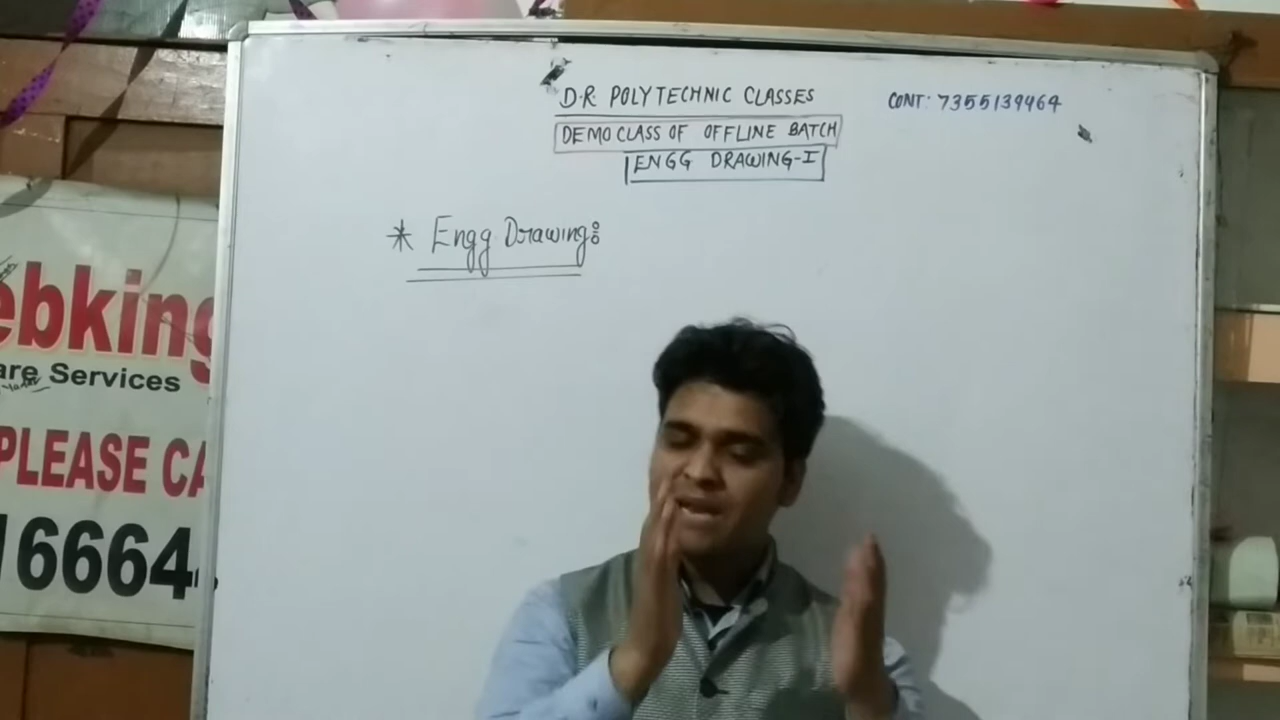 D.R. POLYTECHNIC CLASSES
CONT: 7355139464
DEMO CLASS OF OFFLINE BATCH
ENGG DRAWING-I
* Engg Drawing:
ebking
are Services
PLEASE CA
16664